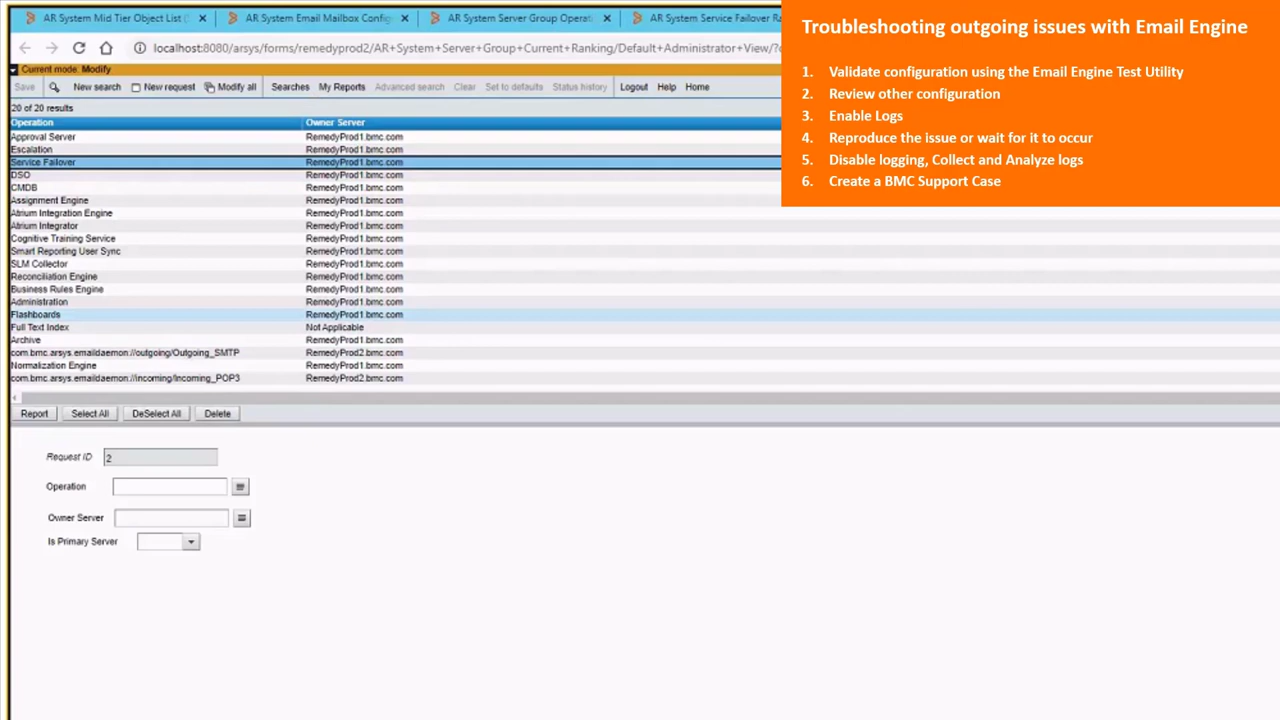 AR System Mid Tier Object List (
AR System Email Mailbox Config
AR System Server Group Operat
AR System Service Failover Ra
localhost:8080/arsys/forms/remedyprod2/AR+System+Server+Group+Current+Ranking/Default+Administrator+View/?
Current mode: Modify
Save New search New request Modify all Searches My Reports Advanced search Clear Set to defaults Status history Logout Help Home
20 of 20 results
Operation Owner Server
Approval Server RemedyProd1.bmc.com
Escalation RemedyProd1.bmc.com
Service Failover RemedyProd1.bmc.com
DSO RemedyProd1.bmc.com
CMDB RemedyProd1.bmc.com
Assignment Engine RemedyProd1.bmc.com
Atrium Integration Engine RemedyProd1.bmc.com
Atrium Integrator RemedyProd1.bmc.com
Cognitive Training Service RemedyProd1.bmc.com
Smart Reporting User Sync RemedyProd1.bmc.com
SLM Collector RemedyProd1.bmc.com
Reconciliation Engine RemedyProd1.bmc.com
Business Rules Engine RemedyProd1.bmc.com
Administration RemedyProd1.bmc.com
Flashboards RemedyProd1.bmc.com
Full Text Index Not Applicable
Archive RemedyProd1.bmc.com
com.bmc.arsys.emaildaemon://outgoing/Outgoing_SMTP RemedyProd2.bmc.com
Normalization Engine RemedyProd1.bmc.com
com.bmc.arsys.emaildaemon://incoming/Incoming_POP3 RemedyProd2.bmc.com
Report Select All DeSelect All Delete
Request ID 2
Operation
Owner Server
Is Primary Server
Troubleshooting outgoing issues with Email Engine
1. Validate configuration using the Email Engine Test Utility
2. Review other configuration
3. Enable Logs
4. Reproduce the issue or wait for it to occur
5. Disable logging, Collect and Analyze logs
6. Create a BMC Support Case